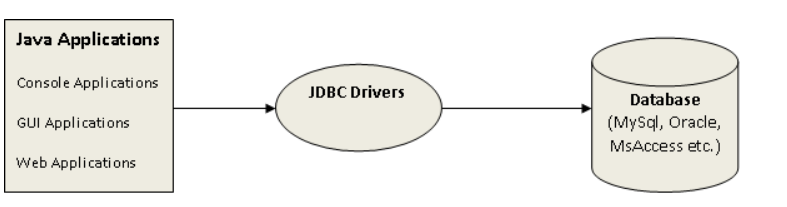 Java Applications
Console Applications
GUI Applications
Web Applications
JDBC Drivers
Database
(MySql, Oracle,
MsAccess etc.)